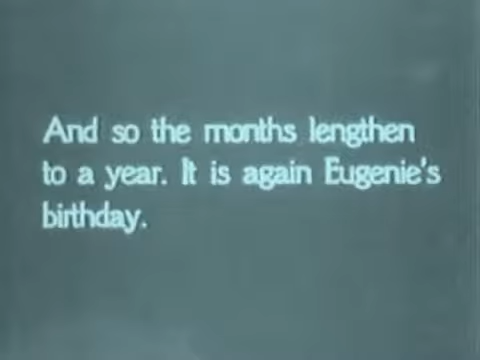 And so the months lengthen
to a year. It is again Eugenie's
birthday.